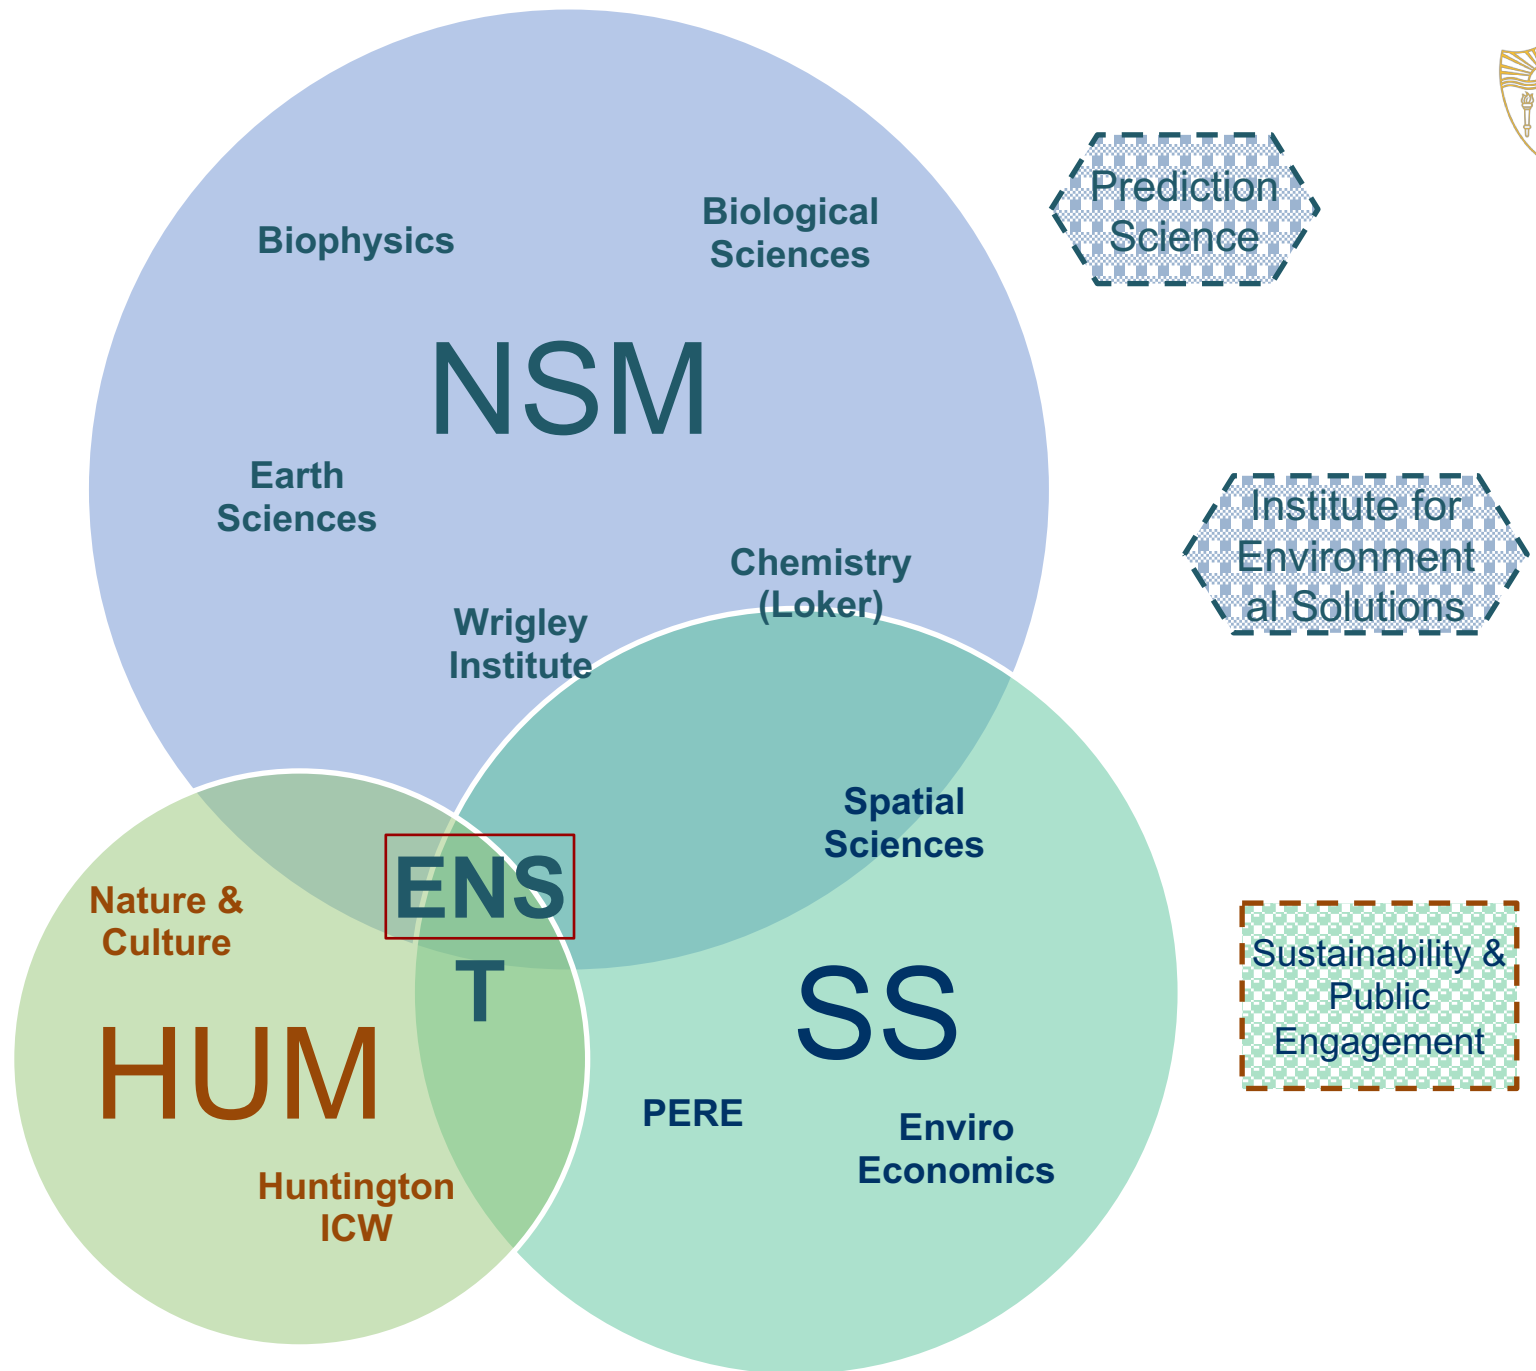 Biophysics
Biological
Sciences
Prediction
Science
NSM
Earth
Sciences
Institute for
Environment
al Solutions
Chemistry
(Loker)
Wrigley
Institute
Spatial
Sciences
ENS
T
Nature &
Culture
Sustainability &
Public
Engagement
SS
HUM
PERE
Enviro
Economics
Huntington
ICW